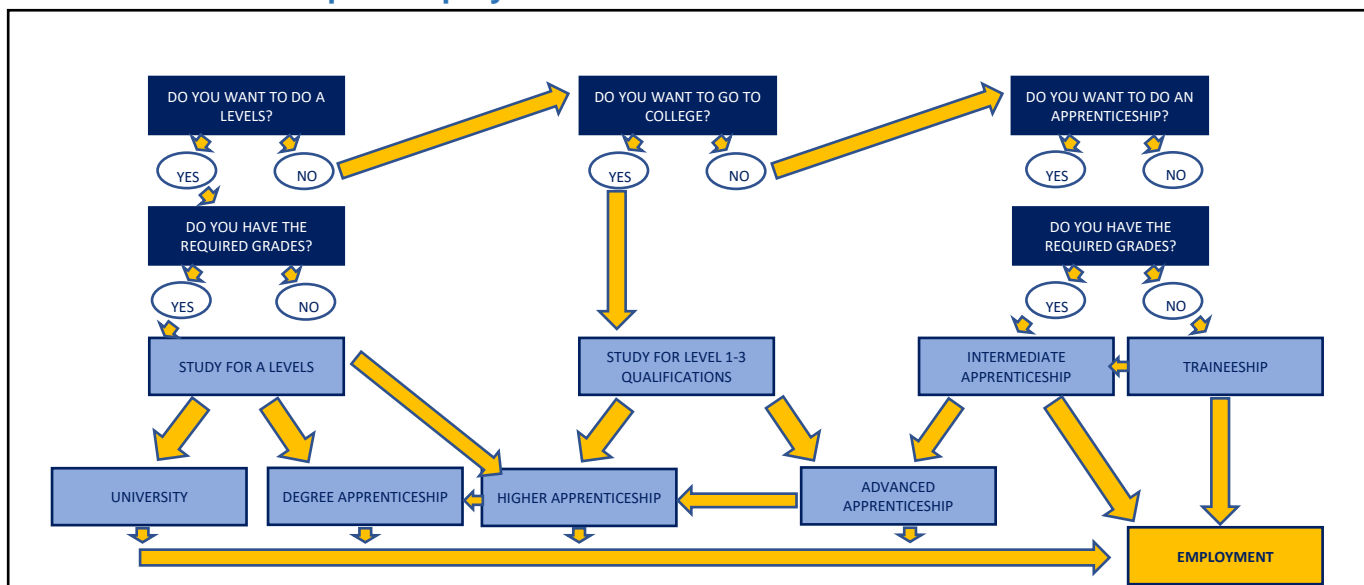 DO YOU WANT TO DO A
LEVELS?
DO YOU WANT TO GO TO
COLLEGE?
DO YOU WANT TO DO AN
APPRENTICESHIP?
YES
NO
YES
NO
YES
NO
DO YOU HAVE THE
REQUIRED GRADES?
DO YOU HAVE THE
REQUIRED GRADES?
YES
NO
YES
NO
STUDY FOR A LEVELS
STUDY FOR LEVEL 1-3
QUALIFICATIONS
INTERMEDIATE
APPRENTICESHIP
TRAINEESHIP
UNIVERSITY
DEGREE APPRENTICESHIP
HIGHER APPRENTICESHIP
ADVANCED
APPRENTICESHIP
EMPLOYMENT